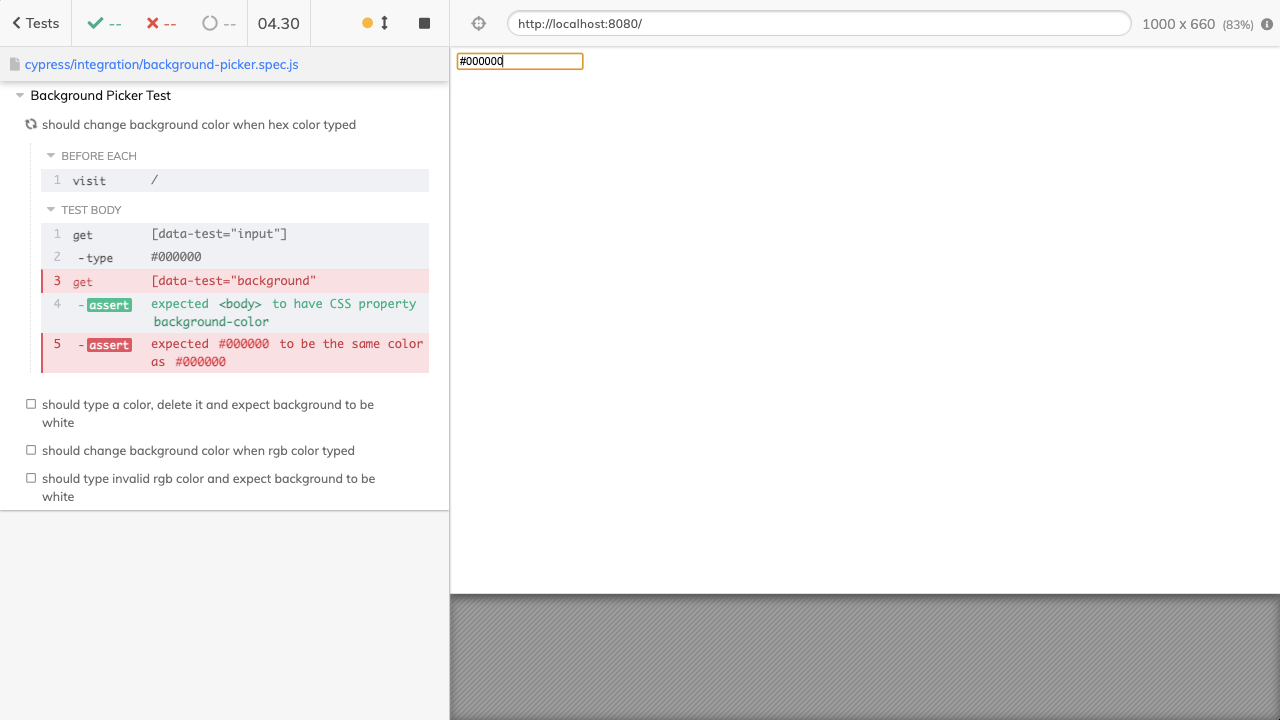 Tests -- -- -- 04.30 http://localhost:8080/ 1000 x 660 (83%)
cypress/integration/background-picker.spec.js
Background Picker Test
should change background color when hex color typed
BEFORE EACH
1 visit /
TEST BODY
1 get [data-test="input"]
2 -type #000000
3 get [data-test="background"
4 -assert expected <body> to have CSS property
background-color
5 -assert expected #000000 to be the same color
as #000000
should type a color, delete it and expect background to be
white
should change background color when rgb color typed
should type invalid rgb color and expect background to be
white
#000000